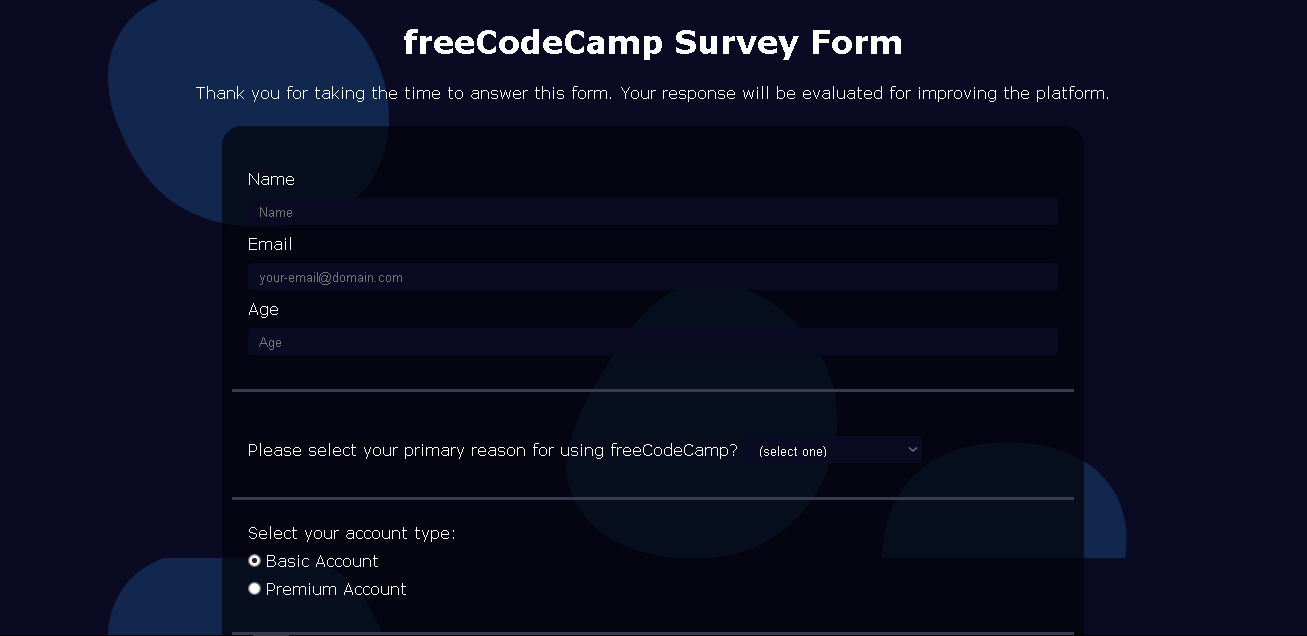 freeCodeCamp Survey Form
Thank you for taking the time to answer this form. Your response will be evaluated for improving the platform.
Name
Name
Email
your-email@domain.com
Age
Age
Please select your primary reason for using freeCodeCamp? (select one)
Select your account type:
Basic Account
Premium Account